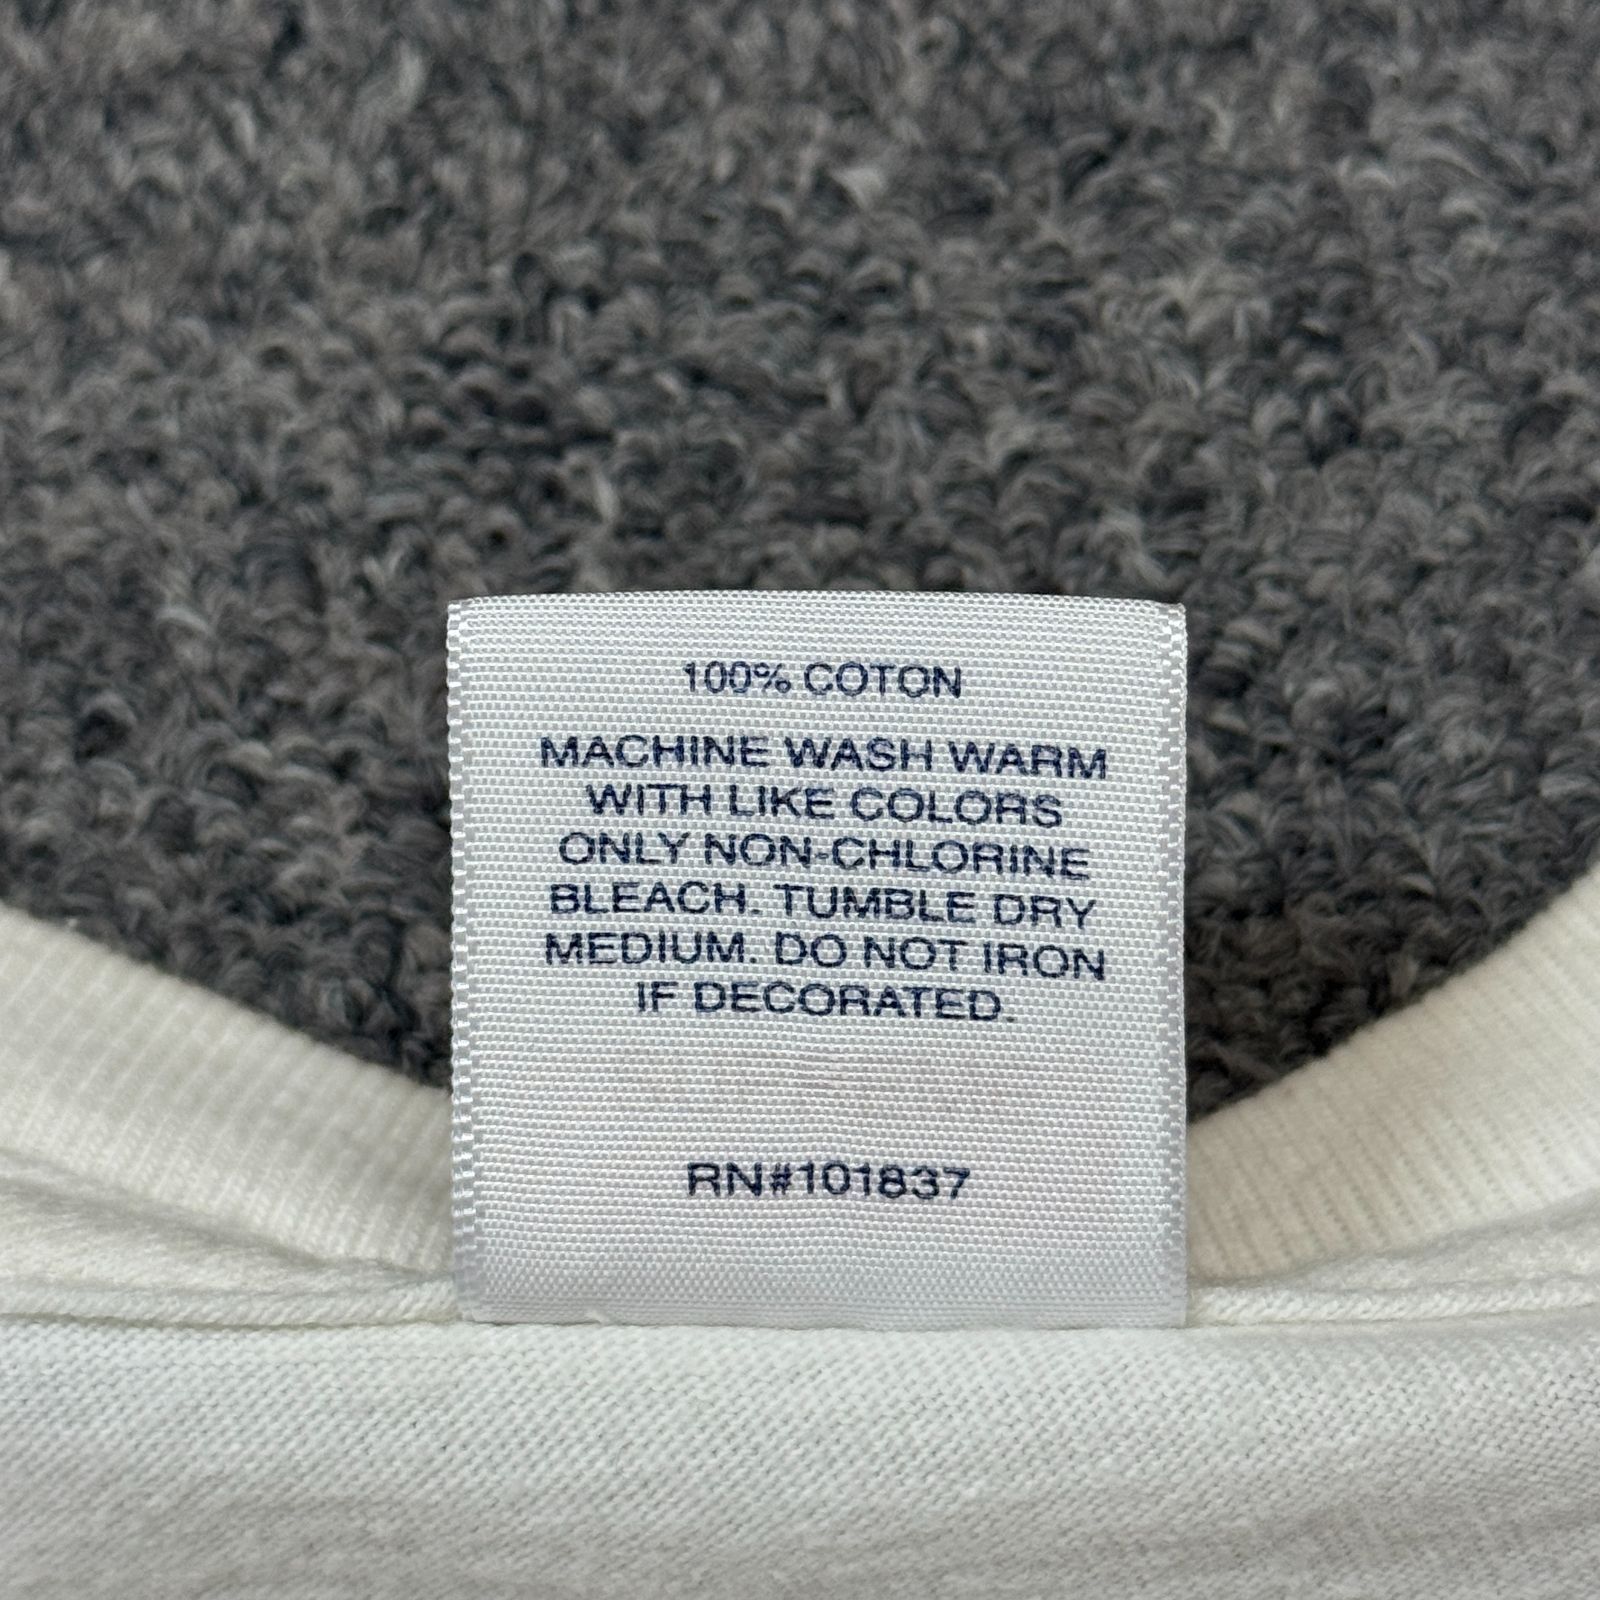 100% COTON
MACHINE WASH WARM
WITH LIKE COLORS
ONLY NON-CHLORINE
BLEACH. TUMBLE DRY
MEDIUM. DO NOT IRON
IF DECORATED.
RN#101837